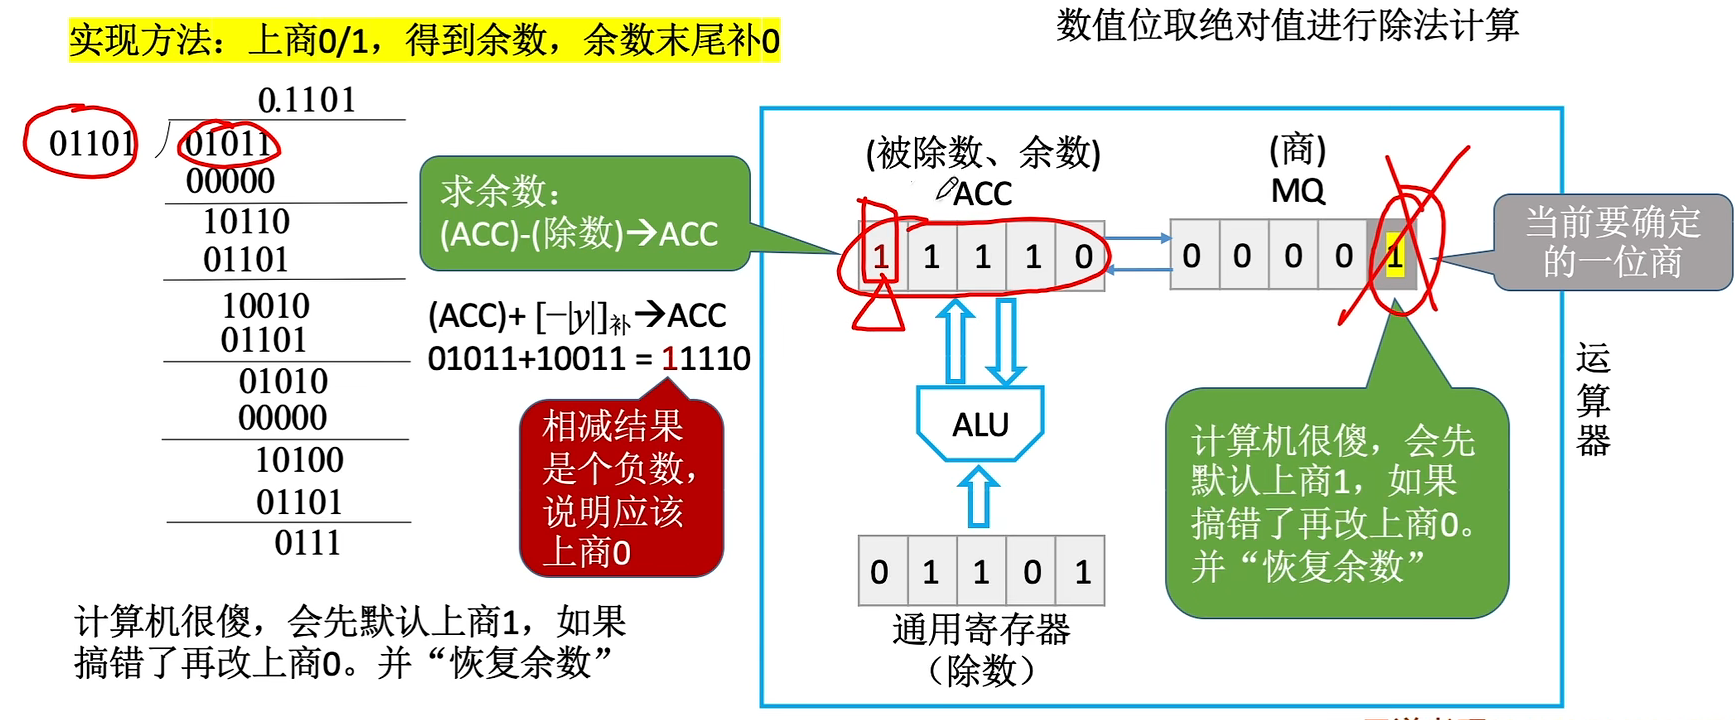 实现方法：上商0/1，得到余数，余数末尾补0
数值位取绝对值进行除法计算
0.1101
01101
01011
00000
10110
01101
10010
01101
01010
00000
10100
01101
0111
求余数：
(ACC)-(除数)→ACC
(ACC)+ [−|y|]补→ACC
01011+10011 = 11110
相减结果
是个负数，
说明应该
上商0
计算机很傻，会先默认上商1，如果
搞错了再改上商0。并“恢复余数”
(被除数、余数)
ACC
1 1 1 1 0
(商)
MQ
0 0 0 0 1
当前要确定
的一位商
ALU
0 1 1 0 1
通用寄存器
（除数）
计算机很傻，会先
默认上商1，如果
搞错了再改上商0。
并“恢复余数”
运
算
器